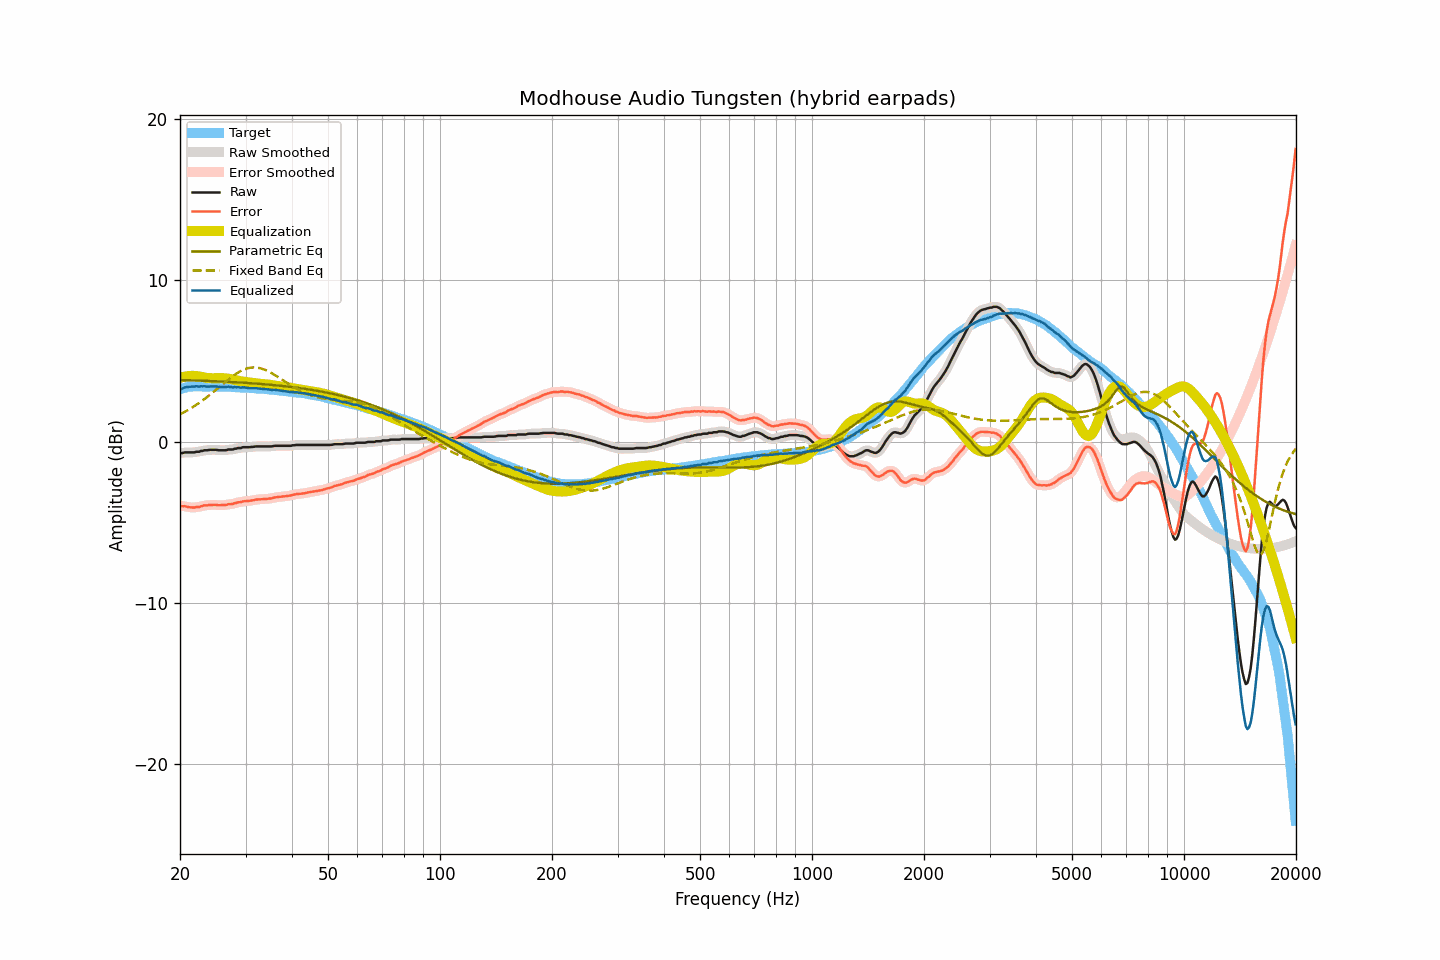 Modhouse Audio Tungsten (hybrid earpads)
20
10
0
−10
−20
Amplitude (dBr)
Target
Raw Smoothed
Error Smoothed
Raw
Error
Equalization
Parametric Eq
Fixed Band Eq
Equalized
20 50 100 200 500 1000 2000 5000 10000 20000
Frequency (Hz)